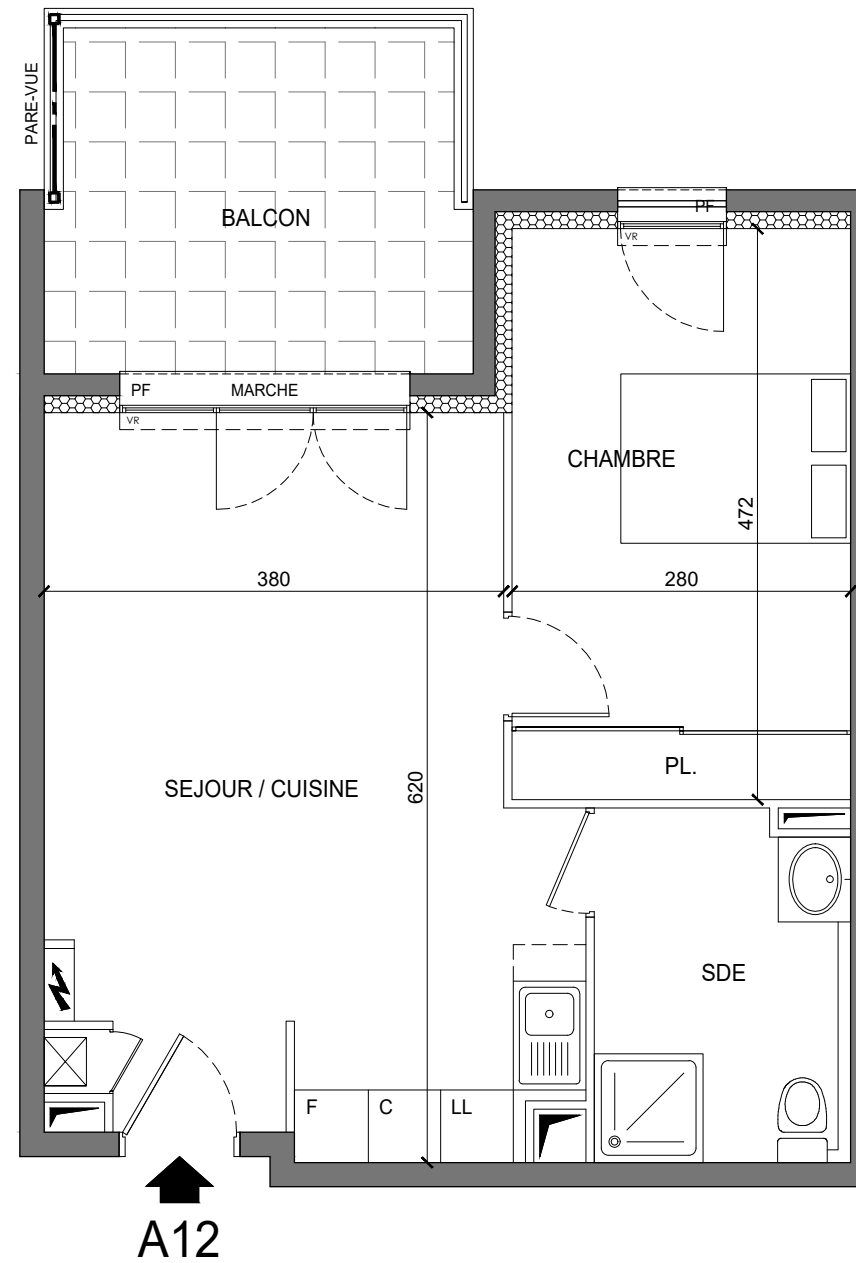 PARE-VUE
BALCON
PF
VR
PF
MARCHE
VR
CHAMBRE
472
380
280
SEJOUR / CUISINE
620
PL.
SDE
F
C
LL
A12